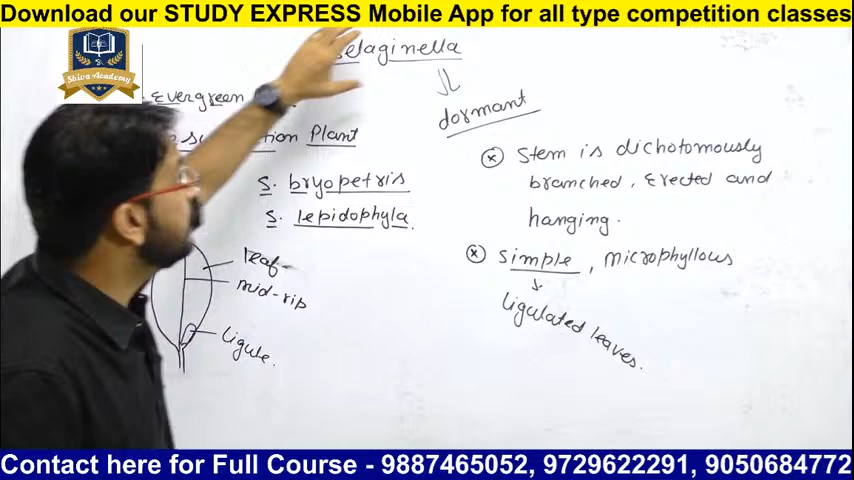 Download our STUDY EXPRESS Mobile App for all type competition classes
Shiva Academy
selaginella
Evergreen
dormant
Plant
S. bryopetris
S. lepidophyla.
leaf
mid-rib
ligule.
* Stem is dichotomously
branched, Erected and
hanging.
* Simple, microphyllous
ligulated leaves.
Contact here for Full Course - 9887465052, 9729622291, 9050684772